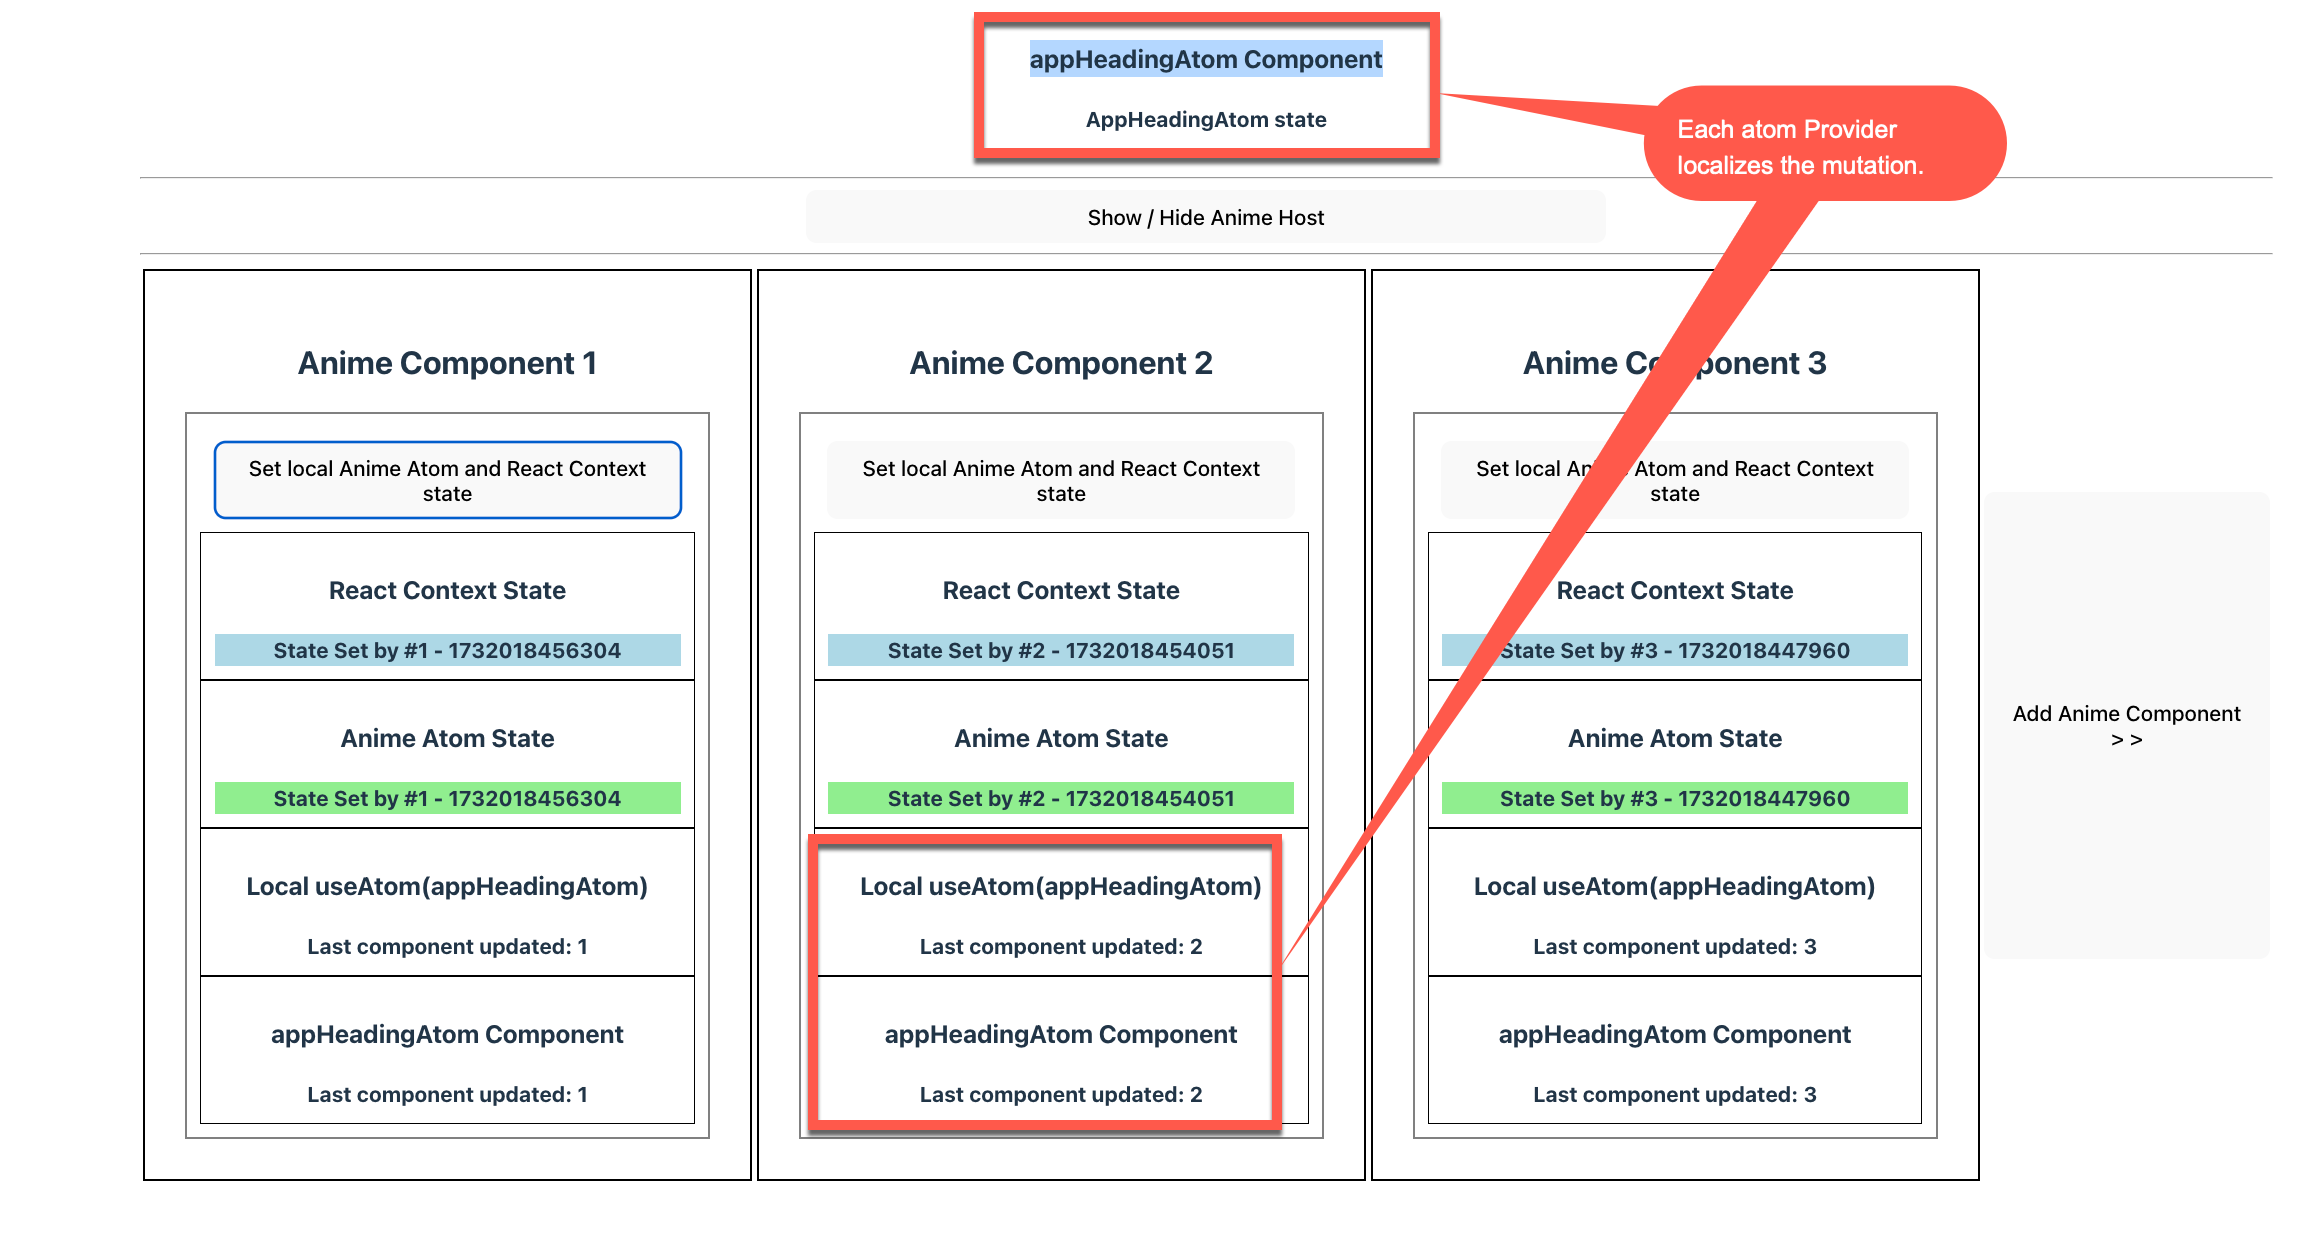 appHeadingAtom Component
AppHeadingAtom state
Each atom Provider
localizes the mutation.
Show / Hide Anime Host
Anime Component 1
Set local Anime Atom and React Context
state
React Context State
State Set by #1 - 1732018456304
Anime Atom State
State Set by #1 - 1732018456304
Local useAtom(appHeadingAtom)
Last component updated: 1
appHeadingAtom Component
Last component updated: 1
Anime Component 2
Set local Anime Atom and React Context
state
React Context State
State Set by #2 - 1732018454051
Anime Atom State
State Set by #2 - 1732018454051
Local useAtom(appHeadingAtom)
Last component updated: 2
appHeadingAtom Component
Last component updated: 2
Anime Component 3
Set local Anime Atom and React Context
state
React Context State
State Set by #3 - 1732018447960
Anime Atom State
State Set by #3 - 1732018447960
Local useAtom(appHeadingAtom)
Last component updated: 3
appHeadingAtom Component
Last component updated: 3
Add Anime Component
> >